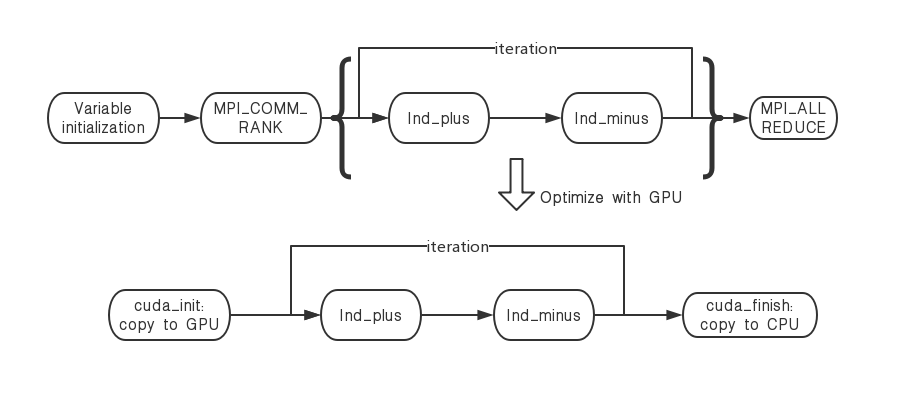 iteration
Variable
initialization
MPI_COMM_
RANK
Ind_plus
Ind_minus
MPI_ALL
REDUCE
Optimize with GPU
iteration
cuda_init:
copy to GPU
Ind_plus
Ind_minus
cuda_finish:
copy to CPU